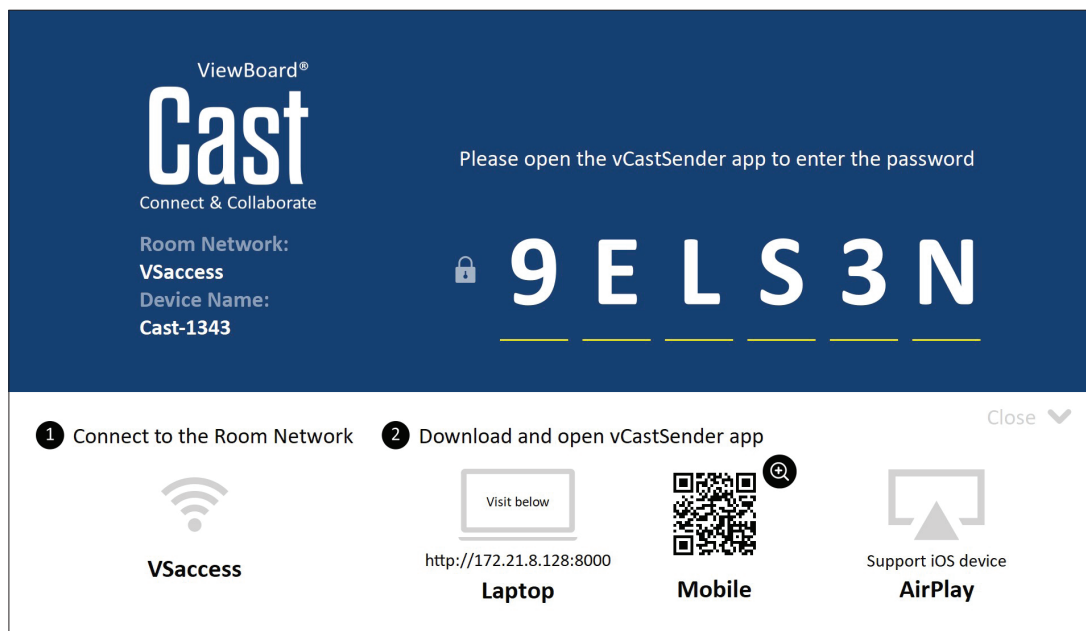 ViewBoard®
Cast
Connect & Collaborate
Room Network:
VSaccess
Device Name:
Cast-1343
Please open the vCastSender app to enter the password
9 E L S 3 N
Close
1 Connect to the Room Network
VSaccess
2 Download and open vCastSender app
Visit below
http://172.21.8.128:8000
Laptop
Mobile
Support iOS device
AirPlay